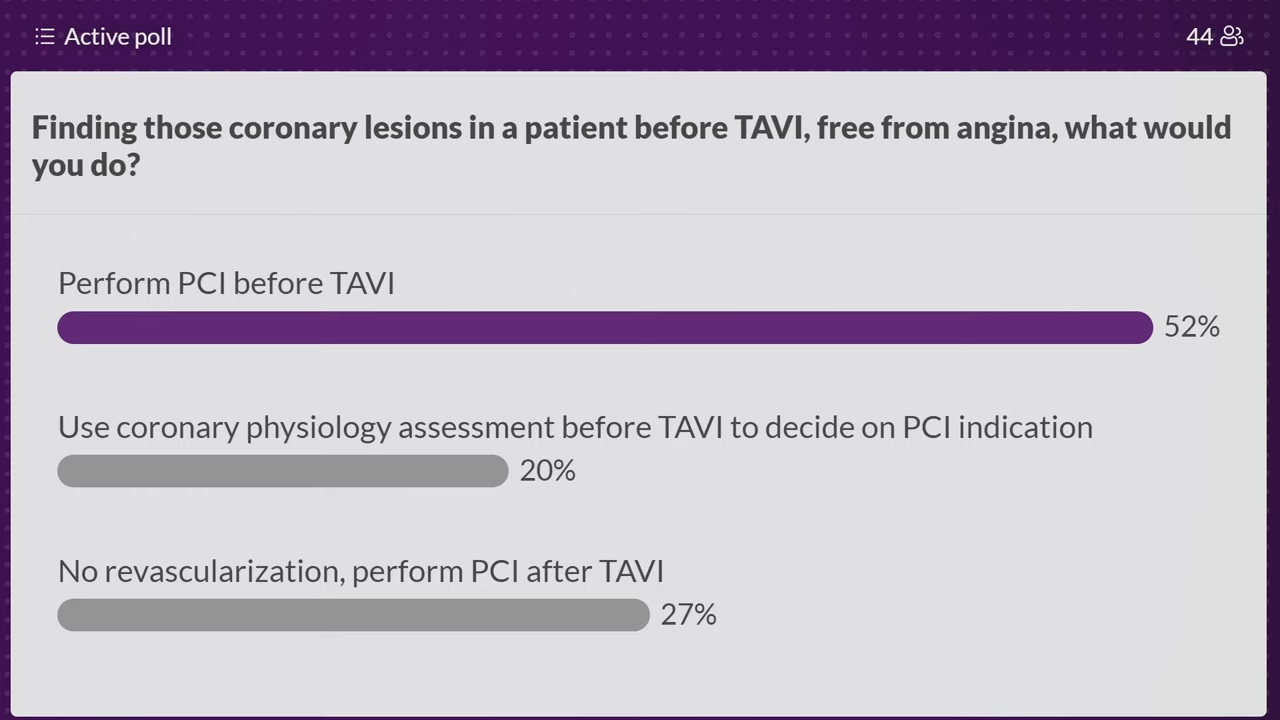 Active poll
44
Finding those coronary lesions in a patient before TAVI, free from angina, what would
you do?
Perform PCI before TAVI
52%
Use coronary physiology assessment before TAVI to decide on PCI indication
20%
No revascularization, perform PCI after TAVI
27%